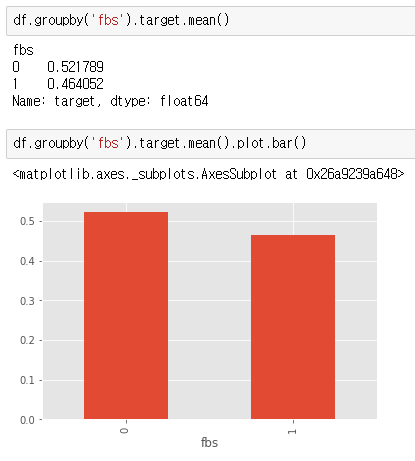 df.groupby('fbs').target.mean()
fbs
0    0.521789
1    0.464052
Name: target, dtype: float64
df.groupby('fbs').target.mean().plot.bar()
<matplotlib.axes._subplots.AxesSubplot at 0x26a9239a648>
0.5
0.4
0.3
0.2
0.1
0.0
0
1
fbs